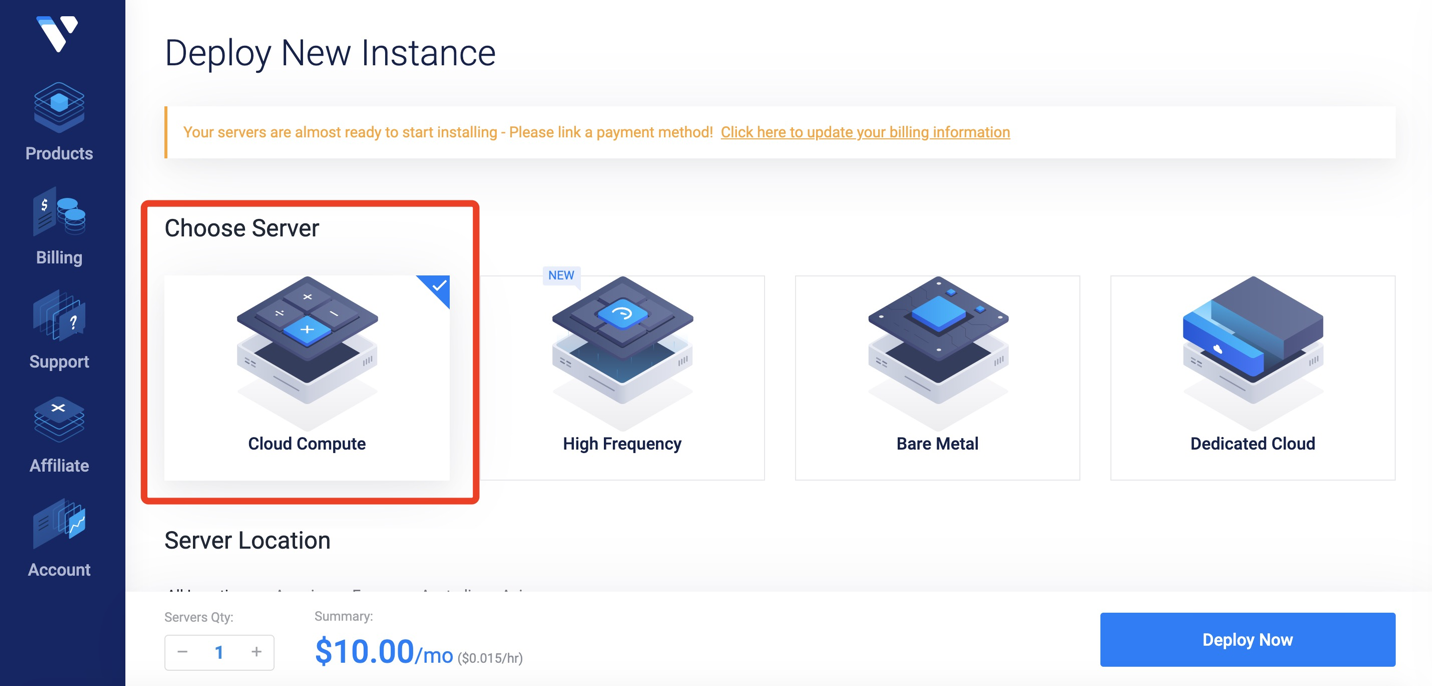 Deploy New Instance
Your servers are almost ready to start installing - Please link a payment method! Click here to update your billing information
Products
Billing
Support
Affiliate
Account
Choose Server
Cloud Compute
NEW
High Frequency
Bare Metal
Dedicated Cloud
Server Location
Servers Qty:
− 1 +
Summary:
$10.00/mo ($0.015/hr)
Deploy Now